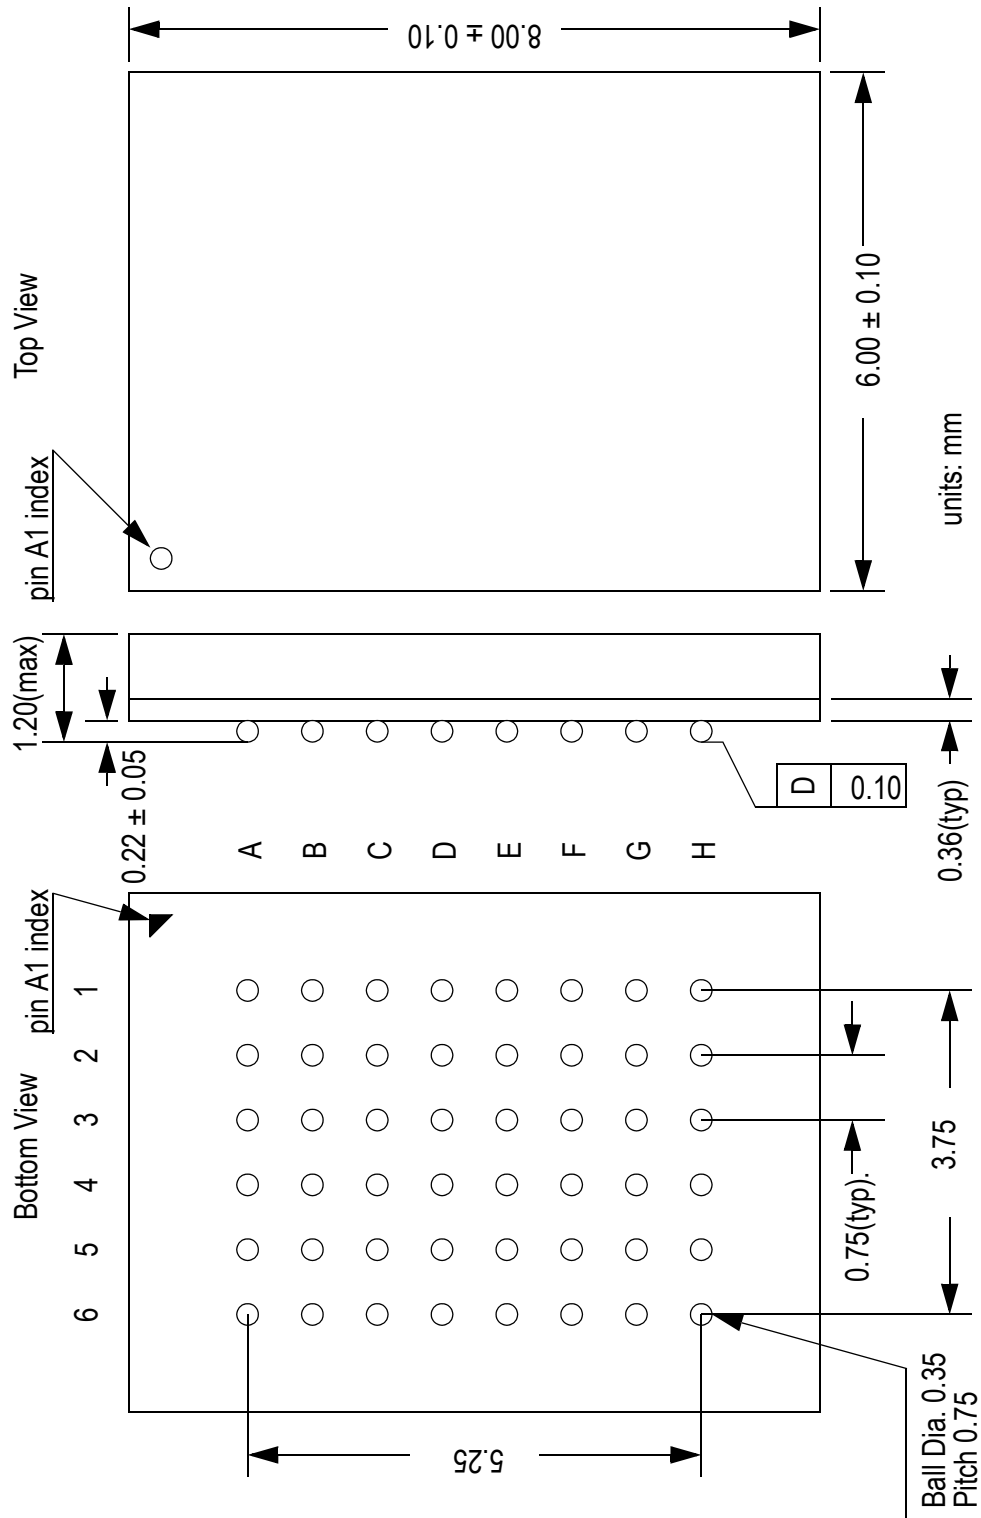 Bottom View
Top View
pin A1 index
pin A1 index
6
5
4
3
2
1
A
B
C
D
E
F
G
H
1.20(max)
0.22 ± 0.05
8.00 ± 0.10
5.25
6.00 ± 0.10
D 0.10
0.36(typ)
0.75(typ).
3.75
Ball Dia. 0.35
Pitch 0.75
units: mm